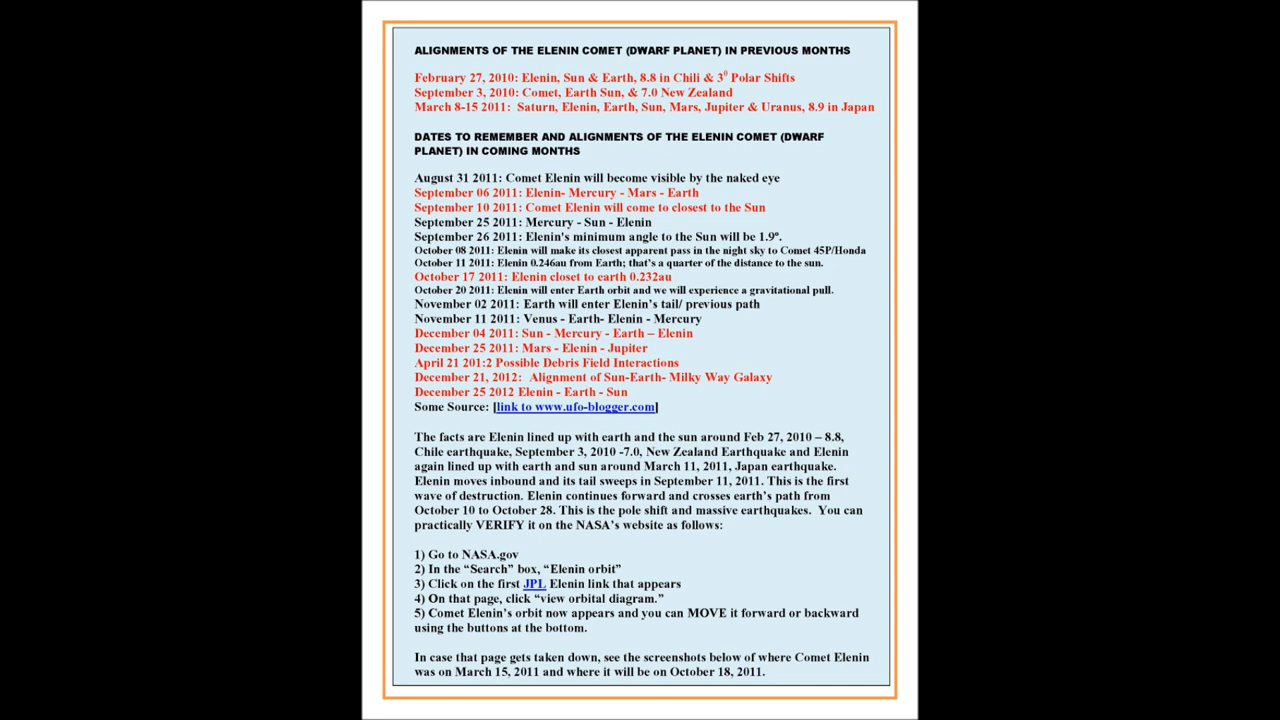 ALIGNMENTS OF THE ELENIN COMET (DWARF PLANET) IN PREVIOUS MONTHS
February 27, 2010: Elenin, Sun & Earth, 8.8 in Chili & 3⁰ Polar Shifts
September 3, 2010: Comet, Earth Sun, & 7.0 New Zealand
March 8-15 2011:  Saturn, Elenin, Earth, Sun, Mars, Jupiter & Uranus, 8.9 in Japan
DATES TO REMEMBER AND ALIGNMENTS OF THE ELENIN COMET (DWARF
PLANET) IN COMING MONTHS
August 31 2011: Comet Elenin will become visible by the naked eye
September 06 2011: Elenin- Mercury - Mars - Earth
September 10 2011: Comet Elenin will come to closest to the Sun
September 25 2011: Mercury - Sun - Elenin
September 26 2011: Elenin's minimum angle to the Sun will be 1.9º.
October 08 2011: Elenin will make its closest apparent pass in the night sky to Comet 45P/Honda
October 11 2011: Elenin 0.246au from Earth; that's a quarter of the distance to the sun.
October 17 2011: Elenin closet to earth 0.232au
October 20 2011: Elenin will enter Earth orbit and we will experience a gravitational pull.
November 02 2011: Earth will enter Elenin's tail/ previous path
November 11 2011: Venus - Earth- Elenin - Mercury
December 04 2011: Sun - Mercury - Earth – Elenin
December 25 2011: Mars - Elenin - Jupiter
April 21 201:2 Possible Debris Field Interactions
December 21, 2012:  Alignment of Sun-Earth- Milky Way Galaxy
December 25 2012 Elenin - Earth - Sun
Some Source: [link to www.ufo-blogger.com]
The facts are Elenin lined up with earth and the sun around Feb 27, 2010 – 8.8,
Chile earthquake, September 3, 2010 -7.0, New Zealand Earthquake and Elenin
again lined up with earth and sun around March 11, 2011, Japan earthquake.
Elenin moves inbound and its tail sweeps in September 11, 2011. This is the first
wave of destruction. Elenin continues forward and crosses earth's path from
October 10 to October 28. This is the pole shift and massive earthquakes.  You can
practically VERIFY it on the NASA's website as follows:
1) Go to NASA.gov
2) In the “Search” box, “Elenin orbit”
3) Click on the first JPL Elenin link that appears
4) On that page, click “view orbital diagram.”
5) Comet Elenin's orbit now appears and you can MOVE it forward or backward
using the buttons at the bottom.
In case that page gets taken down, see the screenshots below of where Comet Elenin
was on March 15, 2011 and where it will be on October 18, 2011.